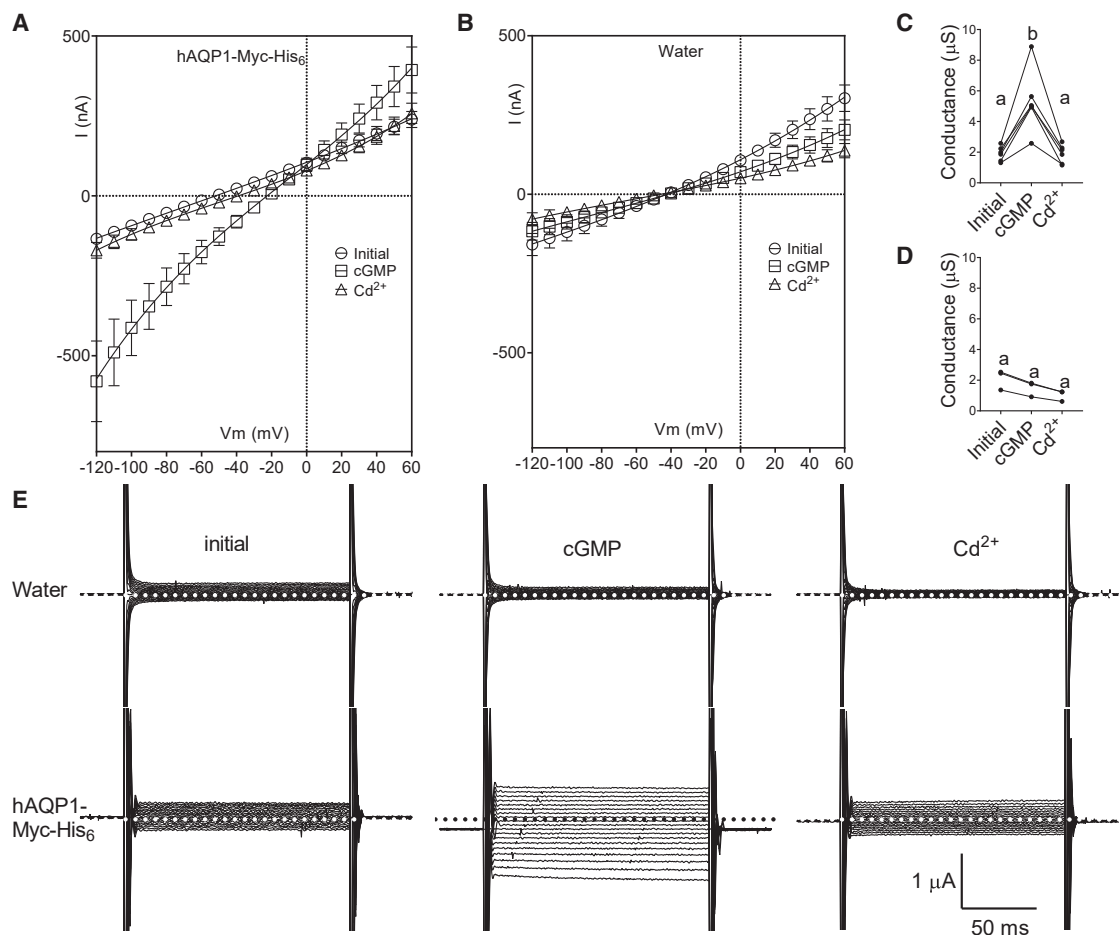 A
500
hAQP1-Myc-His6
I (nA)
0
-500
Initial
cGMP
Cd2+
Vm (mV)
-120 -100 -80 -60 -40 -20 0 20 40 60
B
500
Water
I (nA)
0
-500
Initial
cGMP
Cd2+
Vm (mV)
-120 -100 -80 -60 -40 -20 0 20 40 60
C
Conductance (µS)
10
8
6
4
2
0
a b a
Initial
cGMP
Cd2+
D
Conductance (µS)
10
8
6
4
2
0
a a a
Initial
cGMP
Cd2+
E
initial cGMP Cd2+
Water
hAQP1-
Myc-His6
1 µA
50 ms